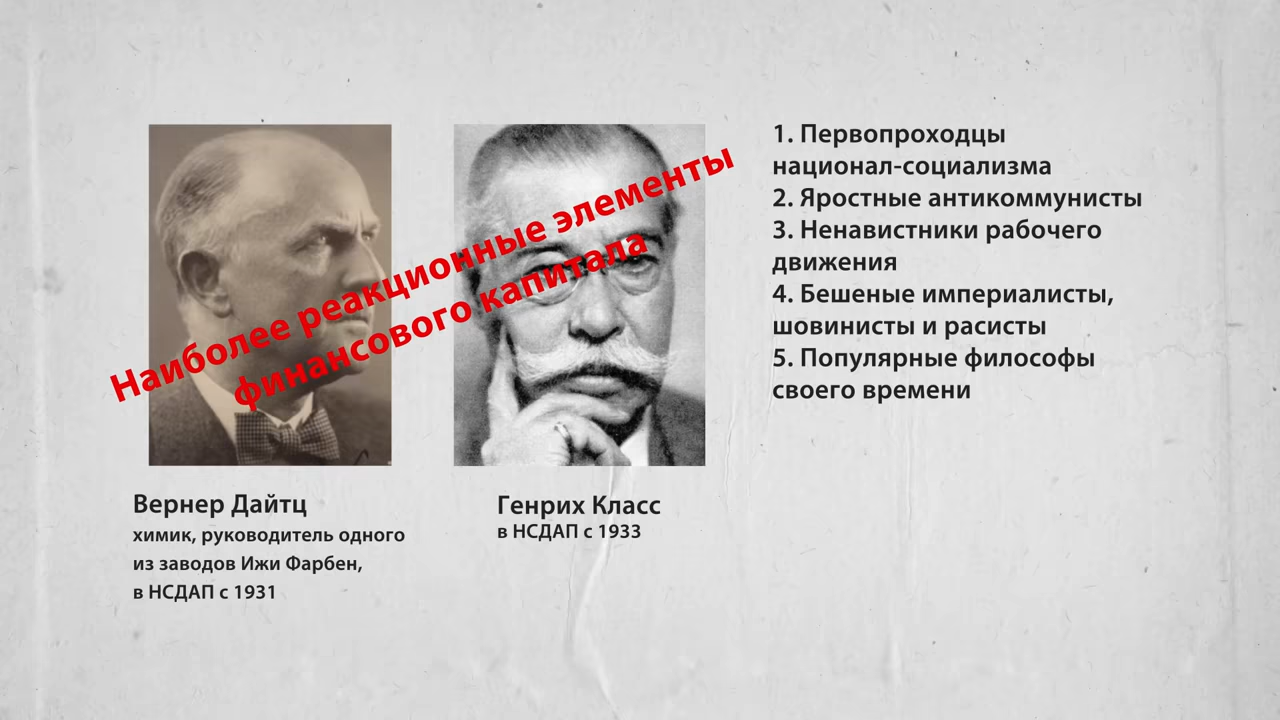 Наиболее реакционные элементы
финансового капитала
Вернер Дайтц
химик, руководитель одного
из заводов Ижи Фарбен,
в НСДАП с 1931
Генрих Класс
в НСДАП с 1933
1. Первопроходцы
национал-социализма
2. Яростные антикоммунисты
3. Ненавистники рабочего
движения
4. Бешеные империалисты,
шовинисты и расисты
5. Популярные философы
своего времени